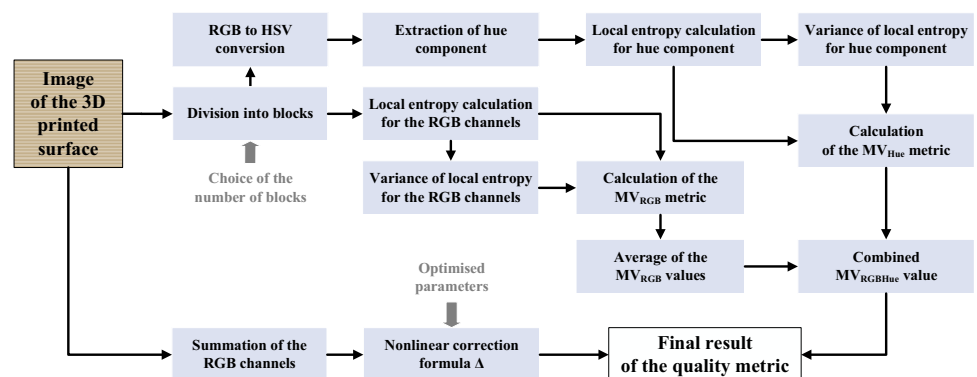 RGB to HSV
conversion
Extraction of hue
component
Local entropy calculation
for hue component
Variance of local entropy
for hue component
Image
of the 3D
printed
surface
Division into blocks
Local entropy calculation
for the RGB channels
Calculation
of the MVHue metric
Choice of the
number of blocks
Variance of local entropy
for the RGB channels
Calculation of the
MVRGB metric
Optimised
parameters
Average of the
MVRGB values
Combined
MVRGBHue value
Summation of the
RGB channels
Nonlinear correction
formula Δ
Final result
of the quality metric